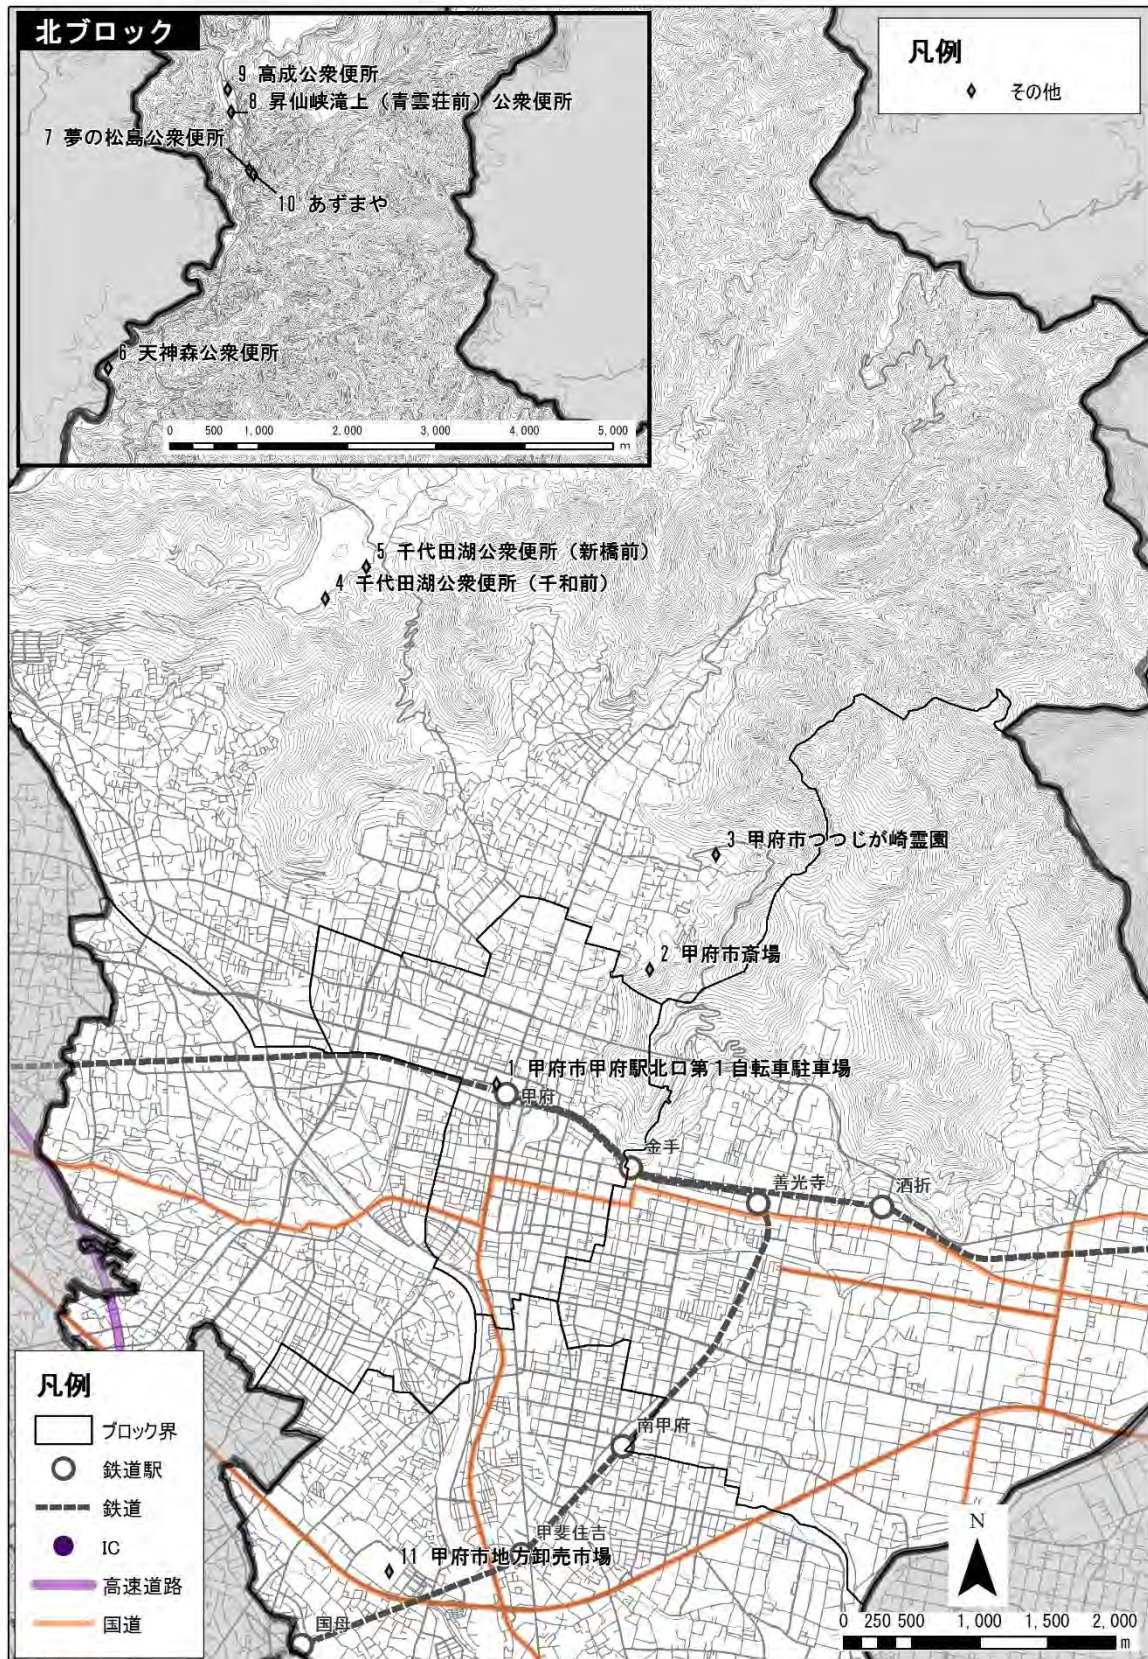 北ブロック
凡例
その他
9 高成公衆便所
8 昇仙峡滝上（青雲荘前）公衆便所
7 夢の松島公衆便所
10 あずまや
6 天神森公衆便所
0 500 1,000 2,000 3,000 4,000 5,000
m
5 千代田湖公衆便所（新橋前）
4 千代田湖公衆便所（千和前）
3 甲府市つつじが崎霊園
2 甲府市斎場
1 甲府市甲府駅北口第1自転車駐車場
甲府
金手
善光寺
酒折
凡例
ブロック界
鉄道駅
鉄道
IC
高速道路
国道
南甲府
甲斐住吉
11 甲府市地方卸売市場
国母
N
0 250 500 1,000 1,500 2,000
m